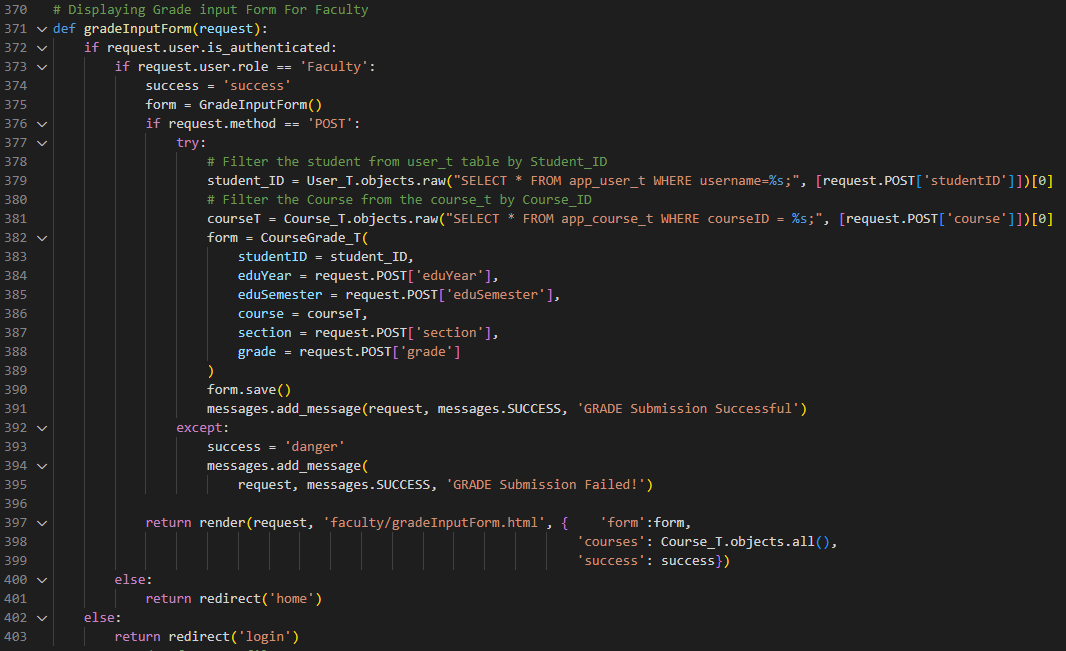 370 # Displaying Grade input Form For Faculty
371 def gradeInputForm(request):
372     if request.user.is_authenticated:
373         if request.user.role == 'Faculty':
374             success = 'success'
375             form = GradeInputForm()
376             if request.method == 'POST':
377                 try:
378                     # Filter the student from user_t table by Student_ID
379                     student_ID = User_T.objects.raw("SELECT * FROM app_user_t WHERE username=%s;", [request.POST['studentID']])[0]
380                     # Filter the Course from the course_t by Course_ID
381                     courseT = Course_T.objects.raw("SELECT * FROM app_course_t WHERE courseID = %s;", [request.POST['course']])[0]
382                     form = CourseGrade_T(
383                         studentID = student_ID,
384                         eduYear = request.POST['eduYear'],
385                         eduSemester = request.POST['eduSemester'],
386                         course = courseT,
387                         section = request.POST['section'],
388                         grade = request.POST['grade']
389                     )
390                     form.save()
391                     messages.add_message(request, messages.SUCCESS, 'GRADE Submission Successful')
392                 except:
393                     success = 'danger'
394                     messages.add_message(
395                         request, messages.SUCCESS, 'GRADE Submission Failed!')
396
397             return render(request, 'faculty/gradeInputForm.html', {    'form':form,
398                                                                     'courses': Course_T.objects.all(),
399                                                                     'success': success})
400         else:
401             return redirect('home')
402     else:
403         return redirect('login')